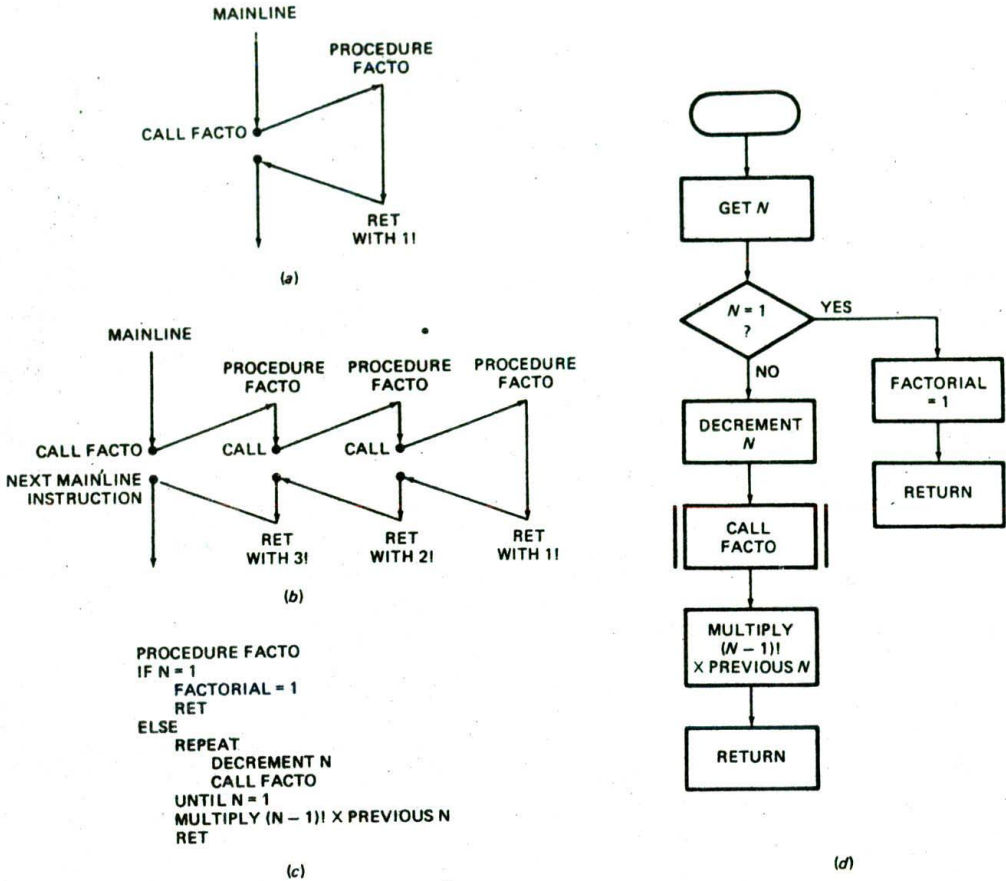 MAINLINE
PROCEDURE
FACTO
CALL FACTO
RET
WITH 1!
(a)
MAINLINE
PROCEDURE
FACTO
PROCEDURE
FACTO
PROCEDURE
FACTO
CALL FACTO
CALL
CALL
NEXT MAINLINE
INSTRUCTION
RET
WITH 3!
RET
WITH 2!
RET
WITH 1!
(b)
PROCEDURE FACTO
IF N = 1
FACTORIAL = 1
RET
ELSE
REPEAT
DECREMENT N
CALL FACTO
UNTIL N = 1
MULTIPLY (N – 1)! X PREVIOUS N
RET
(c)
GET N
N = 1
?
YES
NO
FACTORIAL
= 1
RETURN
DECREMENT
N
CALL
FACTO
MULTIPLY
(N – 1)!
X PREVIOUS N
RETURN
(d)